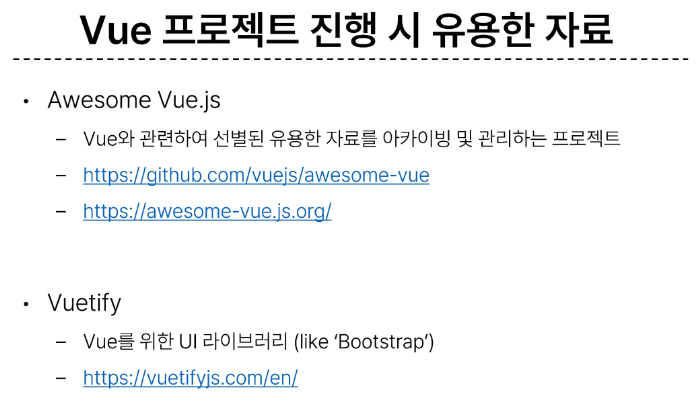 Vue 프로젝트 진행 시 유용한 자료
• Awesome Vue.js
– Vue와 관련하여 선별된 유용한 자료를 아카이빙 및 관리하는 프로젝트
– https://github.com/vuejs/awesome-vue
– https://awesome-vue.js.org/
• Vuetify
– Vue를 위한 UI 라이브러리 (like ‘Bootstrap’)
– https://vuetifyjs.com/en/